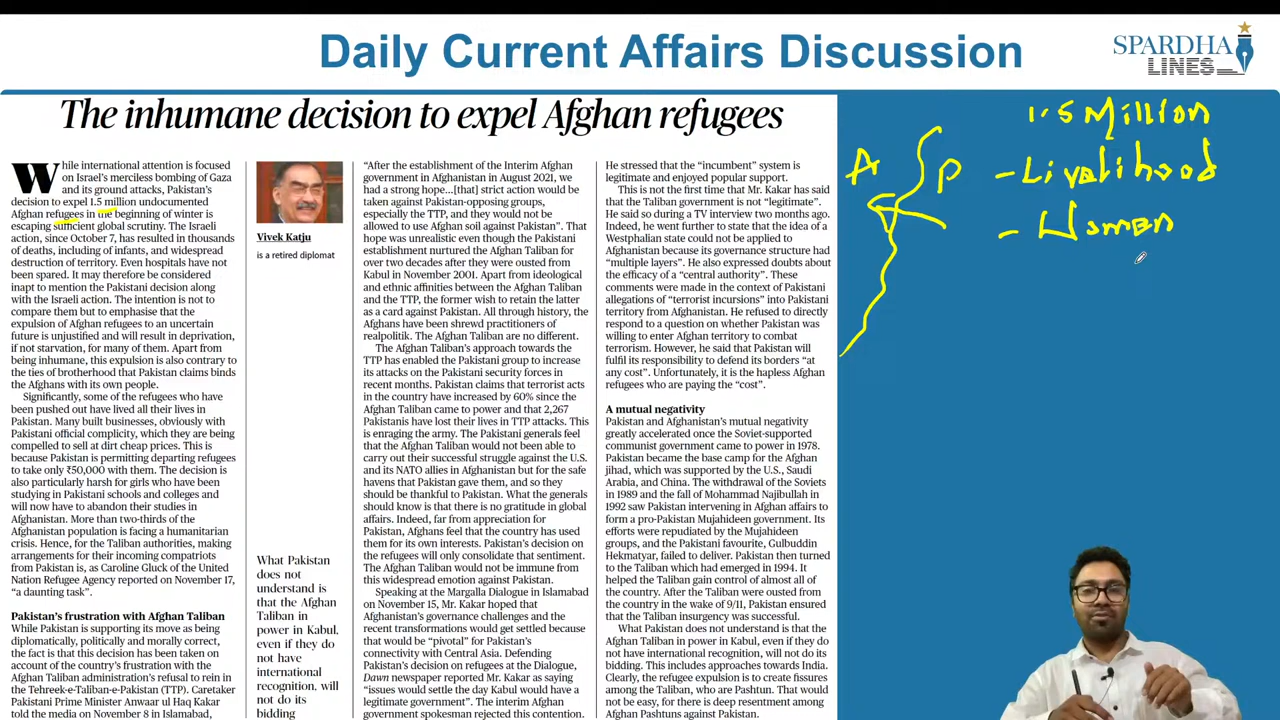 Daily Current Affairs Discussion
SPARDHA
LINES
The inhumane decision to expel Afghan refugees
While international attention is focused
on Israel's merciless bombing of Gaza
and its ground attacks, Pakistan's
decision to expel 1.5 million undocumented
Afghan refugees in the beginning of winter is
escaping sufficient global scrutiny. The Israeli
action, since October 7, has resulted in thousands
of deaths, including of infants, and widespread
destruction of territory. Even hospitals have not
been spared. It may therefore be considered
inapt to mention the Pakistani decision along
with the Israeli action. The intention is not to
compare them but to emphasise that the
expulsion of Afghan refugees to an uncertain
future is unjustified and will result in deprivation,
if not starvation, for many of them. Apart from
being inhumane, this expulsion is also contrary to
the ties of brotherhood that Pakistan claims binds
the Afghans with its own people.
Significantly, some of the refugees who have
been pushed out have lived all their lives in
Pakistan. Many built businesses, obviously with
Pakistani official complicity, which they are being
compelled to sell at dirt cheap prices. This is
because Pakistan is permitting departing refugees
to take only ₹50,000 with them. The decision is
also particularly harsh for girls who have been
studying in Pakistani schools and colleges and
will now have to abandon their studies in
Afghanistan. More than two-thirds of the
Afghanistan population is facing a humanitarian
crisis. Hence, for the Taliban authorities, making
arrangements for their incoming compatriots
from Pakistan is, as Caroline Gluck of the United
Nation Refugee Agency reported on November 17,
"a daunting task".
Pakistan's frustration with Afghan Taliban
While Pakistan is supporting its move as being
diplomatically, politically and morally correct,
the fact is that this decision has been taken on
account of the country's frustration with the
Afghan Taliban administration's refusal to rein in
the Tehreek-e-Taliban-e-Pakistan (TTP). Caretaker
Pakistani Prime Minister Anwaar ul Haq Kakar
told the media on November 8 in Islamabad,
Vivek Katju
is a retired diplomat
What Pakistan
does not
understand is
that the Afghan
Taliban in
power in Kabul,
even if they do
not have
international
recognition, will
not do its
bidding
"After the establishment of the Interim Afghan
government in Afghanistan in August 2021, we
had a strong hope...[that] strict action would be
taken against Pakistan-opposing groups,
especially the TTP, and they would not be
allowed to use Afghan soil against Pakistan". That
hope was unrealistic even though the Pakistani
establishment nurtured the Afghan Taliban for
over two decades after they were ousted from
Kabul in November 2001. Apart from ideological
and ethnic affinities between the Afghan Taliban
and the TTP, the former wish to retain the latter
as a card against Pakistan. All through history, the
Afghans have been shrewd practitioners of
realpolitik. The Afghan Taliban are no different.
The Afghan Taliban's approach towards the
TTP has enabled the Pakistani group to increase
its attacks on the Pakistani security forces in
recent months. Pakistan claims that terrorist acts
in the country have increased by 60% since the
Afghan Taliban came to power and that 2,267
Pakistanis have lost their lives in TTP attacks. This
is enraging the army. The Pakistani generals feel
that the Afghan Taliban would not been able to
carry out their successful struggle against the U.S.
and its NATO allies in Afghanistan but for the safe
havens that Pakistan gave them, and so they
should be thankful to Pakistan. What the generals
should know is that there is no gratitude in global
affairs. Indeed, far from appreciation for
Pakistan, Afghans feel that the country has used
them for its own interests. Pakistan's decision on
the refugees will only consolidate that sentiment.
The Afghan Taliban would not be immune from
this widespread emotion against Pakistan.
Speaking at the Margalla Dialogue in Islamabad
on November 15, Mr. Kakar hoped that
Afghanistan's governance challenges and the
recent transformations would get settled because
that would be "pivotal" for Pakistan's
connectivity with Central Asia. Defending
Pakistan's decision on refugees at the Dialogue,
Dawn newspaper reported Mr. Kakar as saying
"issues would settle the day Kabul would have a
legitimate government". The interim Afghan
government spokesman rejected this contention.
He stressed that the "incumbent" system is
legitimate and enjoyed popular support.
This is not the first time that Mr. Kakar has said
that the Taliban government is not "legitimate".
He said so during a TV interview two months ago.
Indeed, he went further to state that the idea of a
Westphalian state could not be applied to
Afghanistan because its governance structure had
"multiple layers". He also expressed doubts about
the efficacy of a "central authority". These
comments were made in the context of Pakistani
allegations of "terrorist incursions" into Pakistani
territory from Afghanistan. He refused to directly
respond to a question on whether Pakistan was
willing to enter Afghan territory to combat
terrorism. However, he said that Pakistan will
fulfil its responsibility to defend its borders "at
any cost". Unfortunately, it is the hapless Afghan
refugees who are paying the "cost".
A mutual negativity
Pakistan and Afghanistan's mutual negativity
greatly accelerated once the Soviet-supported
communist government came to power in 1978.
Pakistan became the base camp for the Afghan
jihad, which was supported by the U.S., Saudi
Arabia, and China. The withdrawal of the Soviets
in 1989 and the fall of Mohammad Najibullah in
1992 saw Pakistan intervening in Afghan affairs to
form a pro-Pakistan Mujahideen government. Its
efforts were repudiated by the Mujahideen
groups, and the Pakistani favourite, Gulbuddin
Hekmatyar, failed to deliver. Pakistan then turned
to the Taliban which had emerged in 1994. It
helped the Taliban gain control of almost all of
the country. After the Taliban were ousted from
the country in the wake of 9/11, Pakistan ensured
that the Taliban insurgency was successful.
What Pakistan does not understand is that the
Afghan Taliban in power in Kabul, even if they do
not have international recognition, will not do its
bidding. This includes approaches towards India.
Clearly, the refugee expulsion is to create fissures
among the Taliban, who are Pashtun. That would
not be easy, for there is deep resentment among
Afghan Pashtuns against Pakistan.
A P
1.5 Million
- Livelihood
- Women